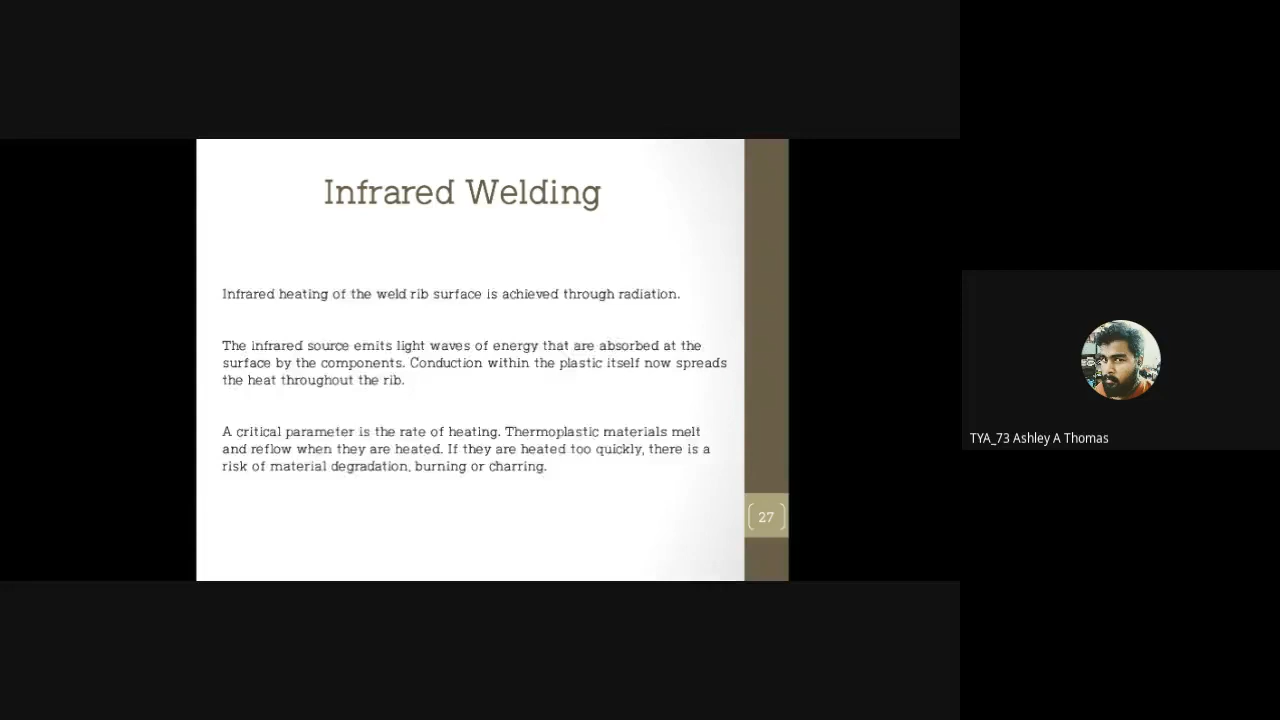 Infrared Welding
Infrared heating of the weld rib surface is achieved through radiation.
The infrared source emits light waves of energy that are absorbed at the
surface by the components. Conduction within the plastic itself now spreads
the heat throughout the rib.
A critical parameter is the rate of heating. Thermoplastic materials melt
and reflow when they are heated. If they are heated too quickly, there is a
risk of material degradation, burning or charring.
27
TYA_73 Ashley A Thomas